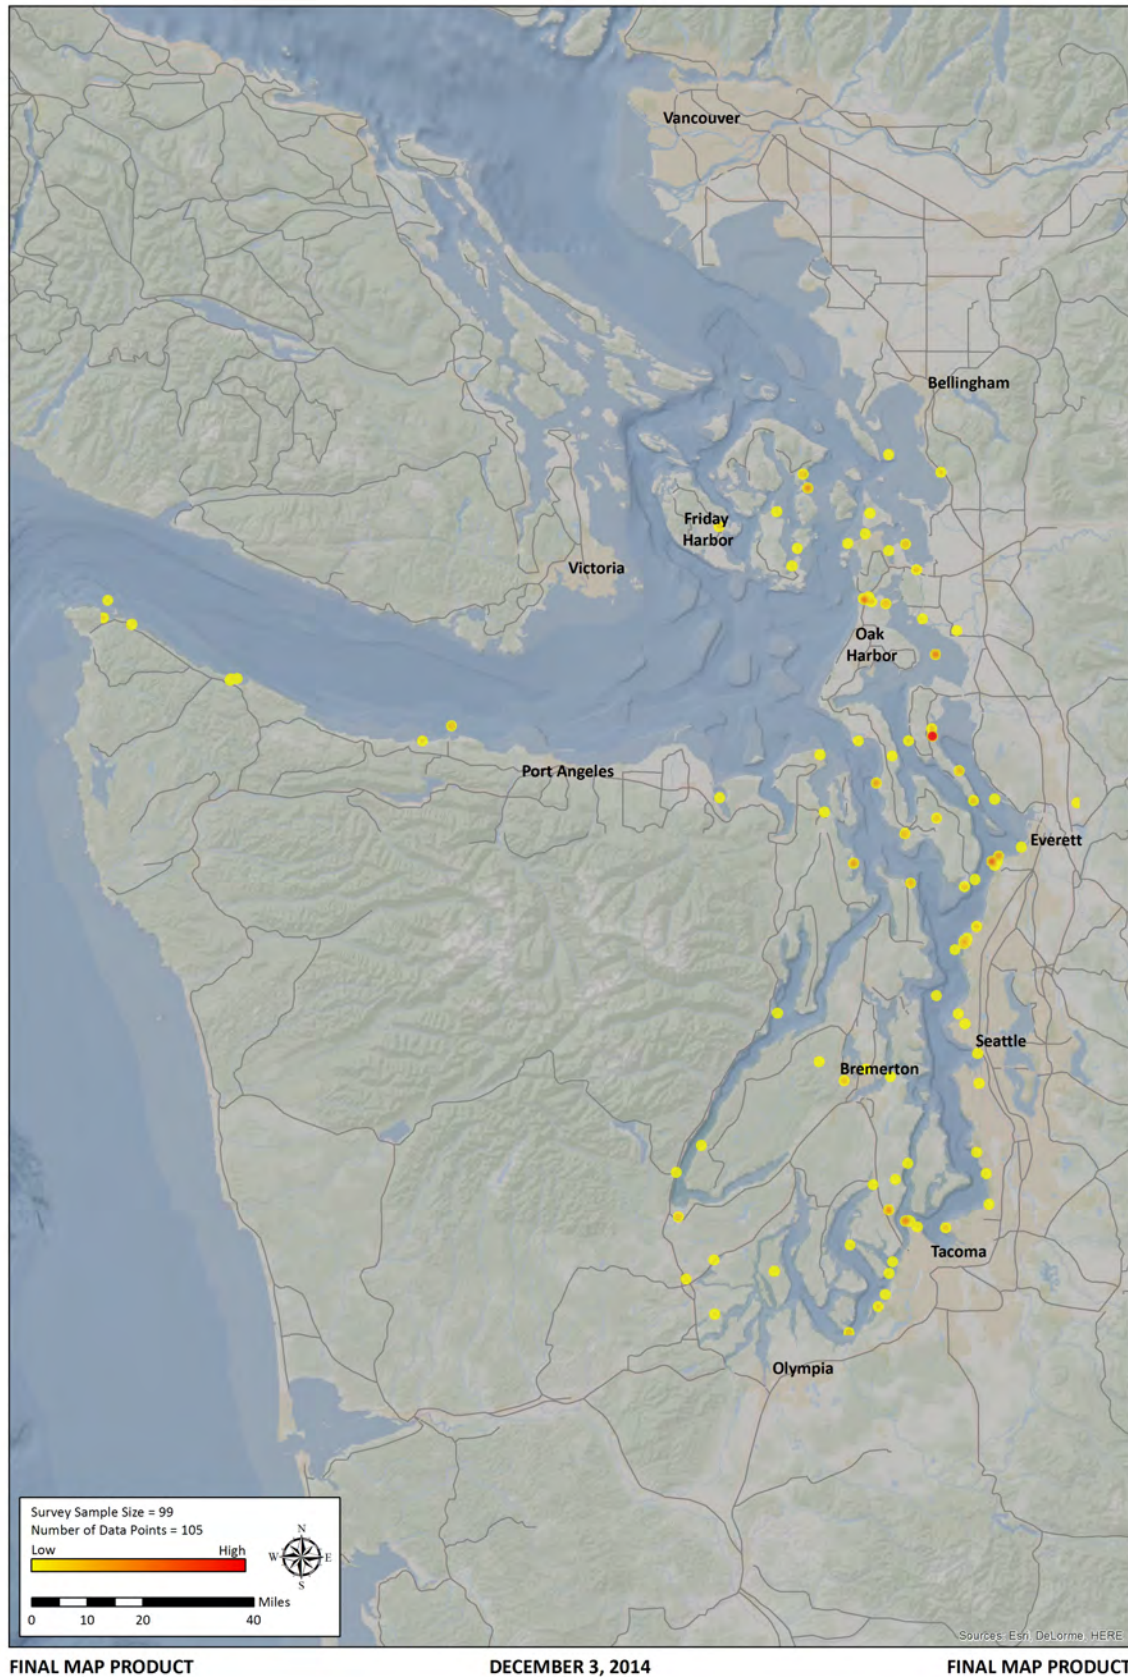 Vancouver
Bellingham
Friday
Harbor
Victoria
Oak
Harbor
Port Angeles
Everett
Seattle
Bremerton
Tacoma
Olympia
Survey Sample Size = 99
Number of Data Points = 105
Low High
N
W E
S
Miles
0 10 20 40
Sources: Esri, DeLorme, HERE
FINAL MAP PRODUCT DECEMBER 3, 2014 FINAL MAP PRODUCT